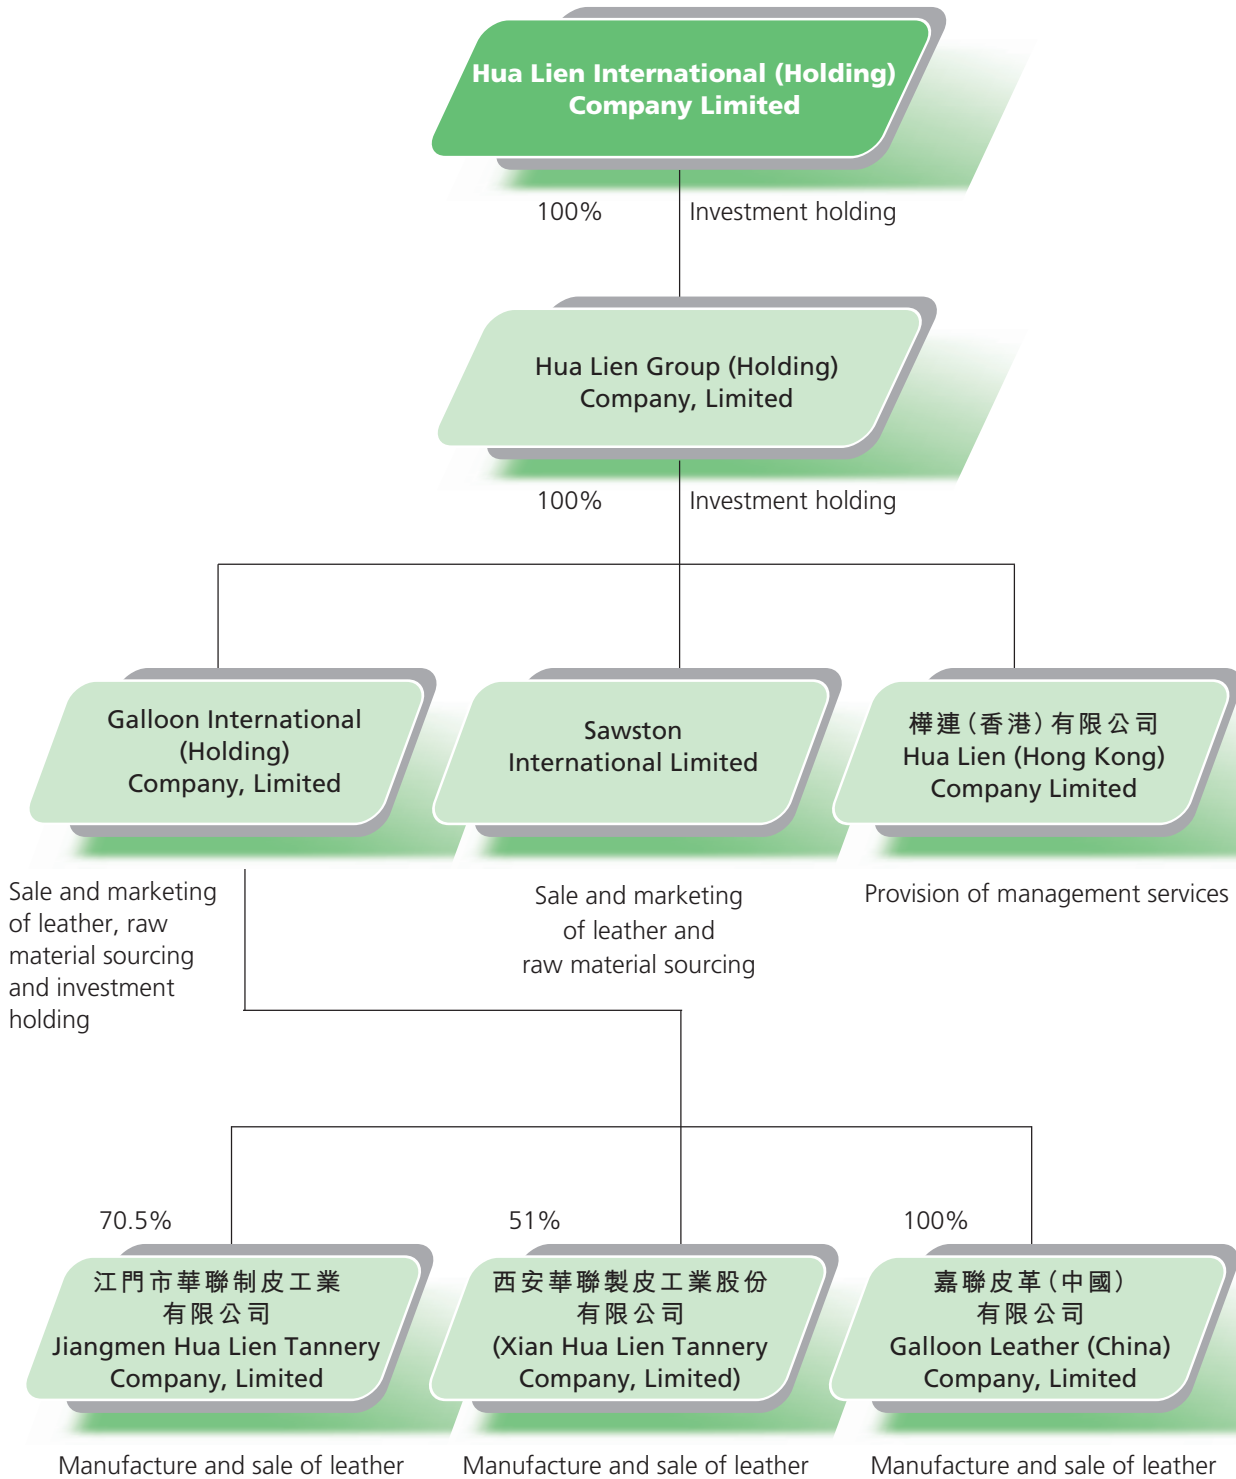 Hua Lien International (Holding)
Company Limited
100%
Investment holding
Hua Lien Group (Holding)
Company, Limited
100%
Investment holding
Galloon International
(Holding)
Company, Limited
Sawston
International Limited
樺連(香港)有限公司
Hua Lien (Hong Kong)
Company Limited
Sale and marketing
of leather, raw
material sourcing
and investment
holding
Sale and marketing
of leather and
raw material sourcing
Provision of management services
70.5%
51%
100%
江門市華聯制皮工業
有限公司
Jiangmen Hua Lien Tannery
Company, Limited
西安華聯製皮工業股份
有限公司
(Xian Hua Lien Tannery
Company, Limited)
嘉聯皮革(中國)
有限公司
Galloon Leather (China)
Company, Limited
Manufacture and sale of leather
Manufacture and sale of leather
Manufacture and sale of leather